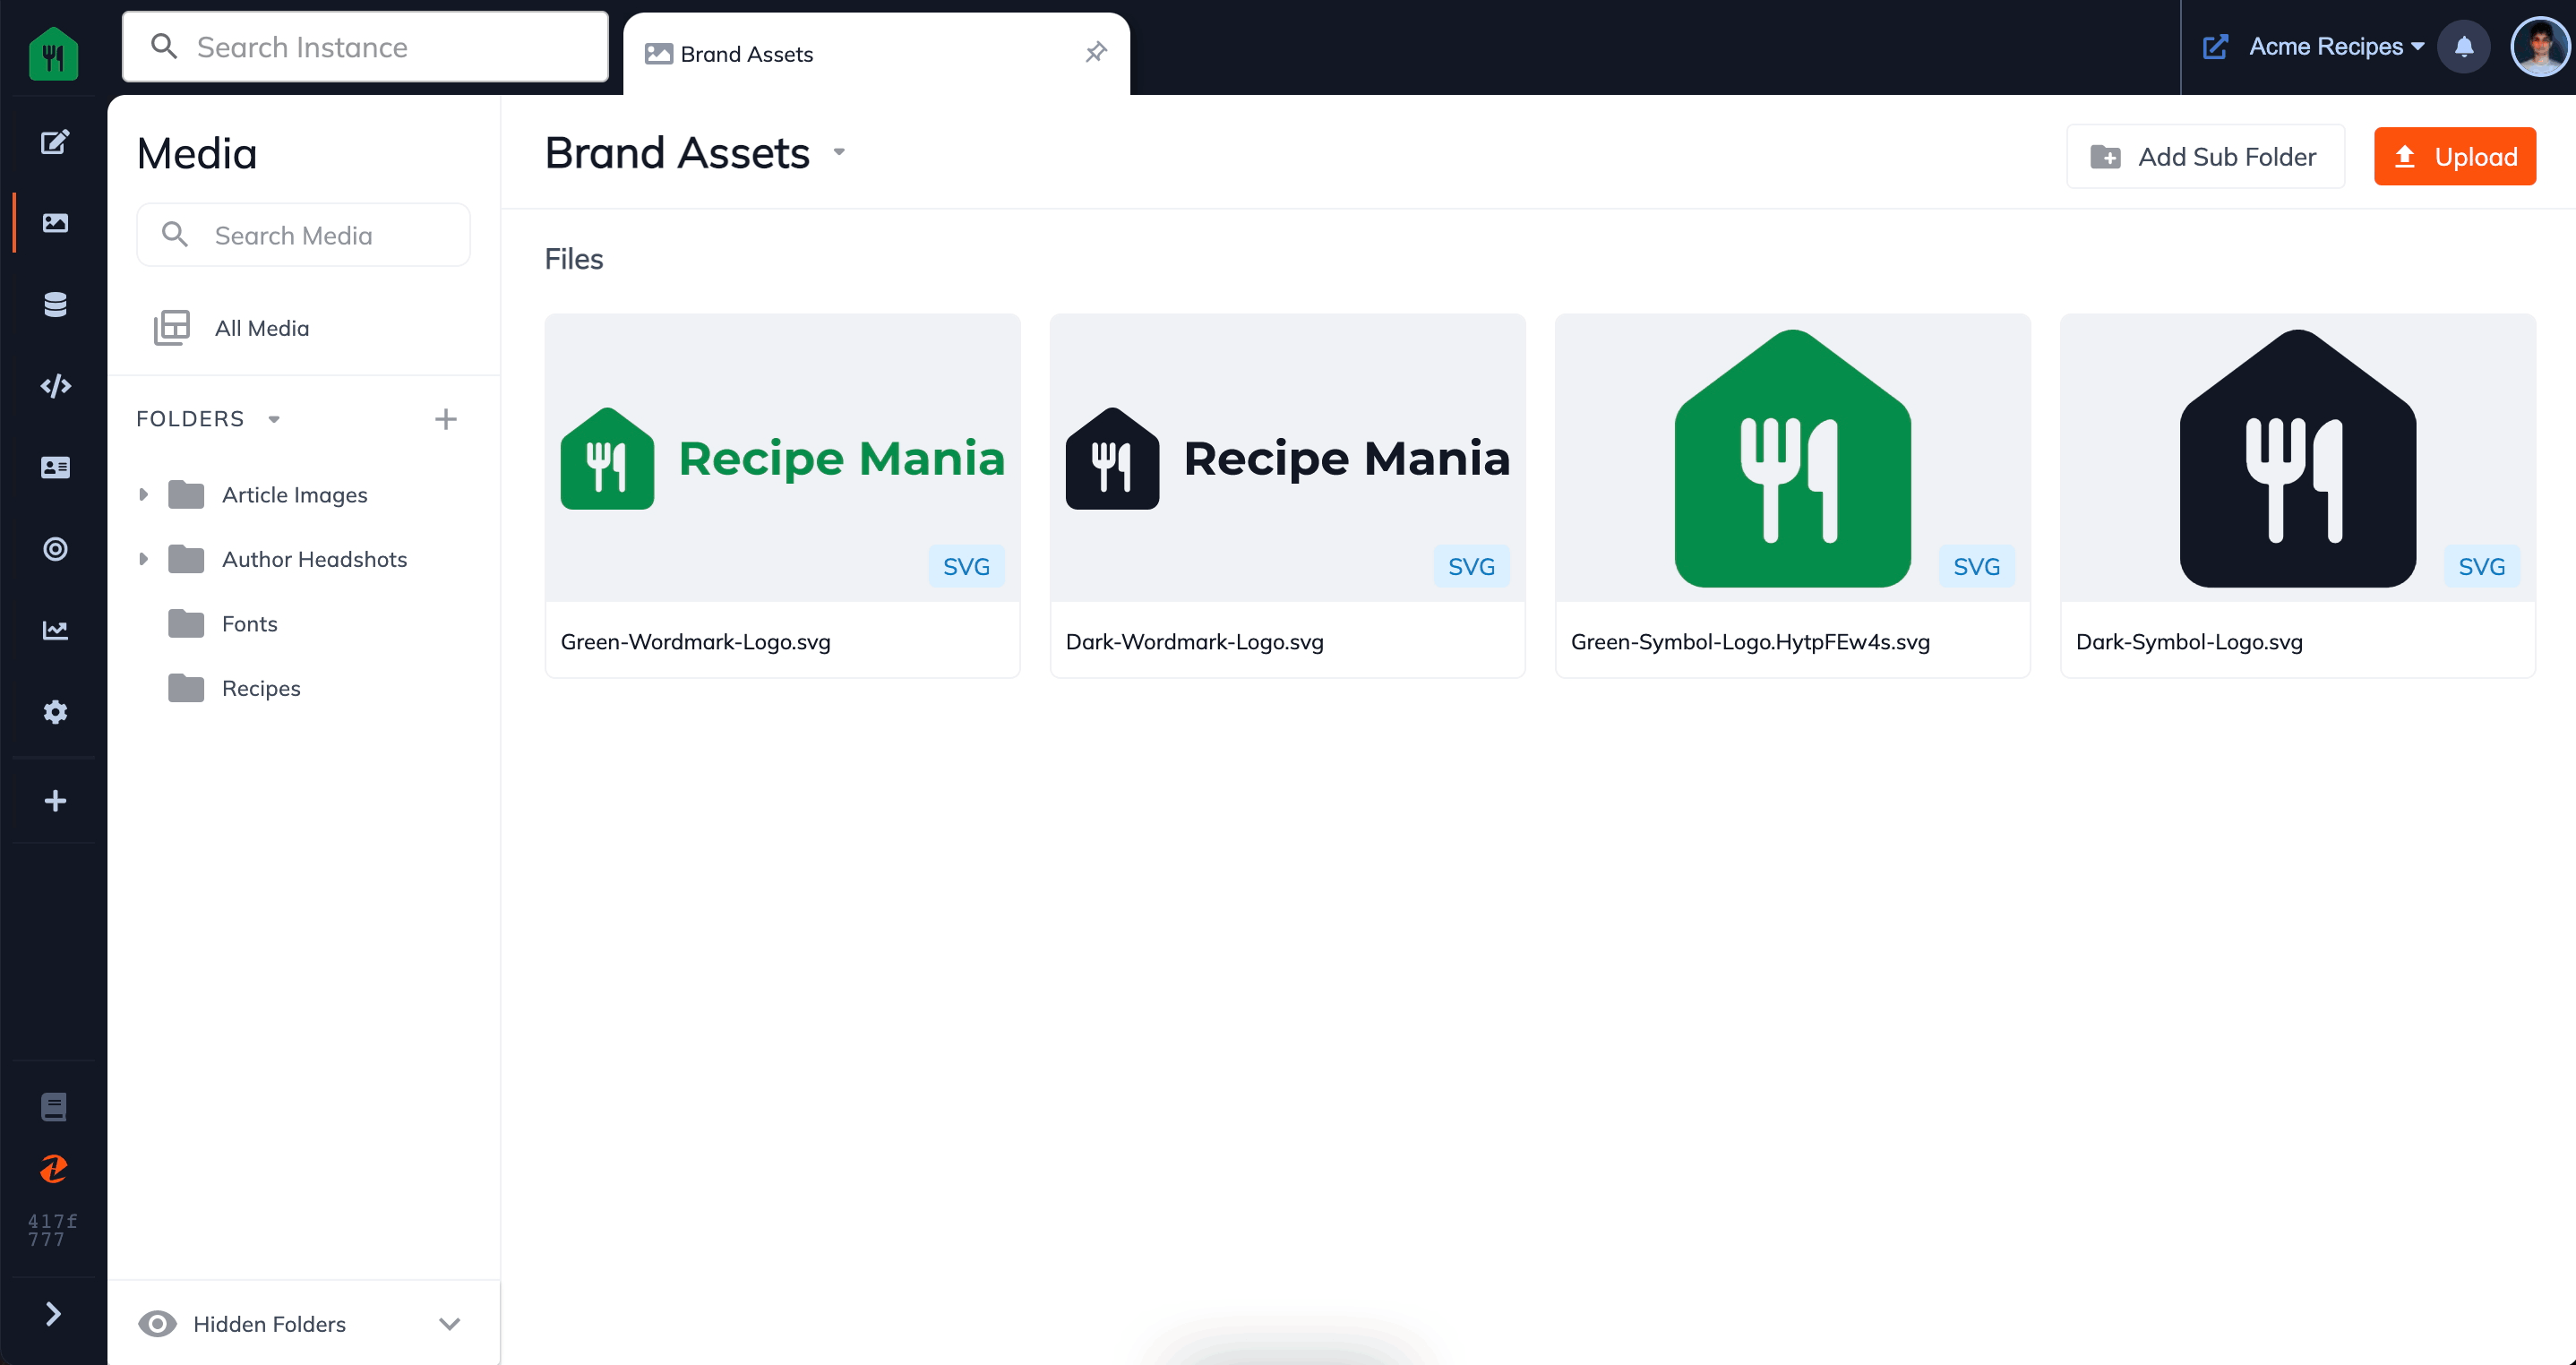 Search Instance
Brand Assets
Acme Recipes
Media
Search Media
All Media
FOLDERS
Article Images
Author Headshots
Fonts
Recipes
417f
777
Hidden Folders
Brand Assets
Add Sub Folder
Upload
Files
Recipe Mania
SVG
Green-Wordmark-Logo.svg
Recipe Mania
SVG
Dark-Wordmark-Logo.svg
SVG
Green-Symbol-Logo.HytpFEw4s.svg
SVG
Dark-Symbol-Logo.svg